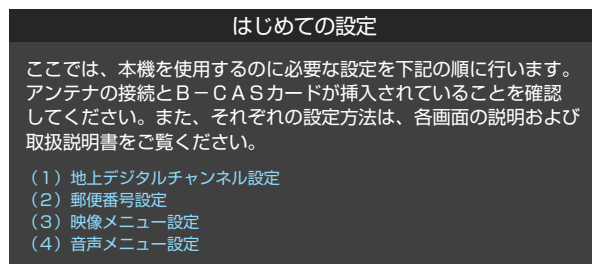 はじめての設定
ここでは、本機を使用するのに必要な設定を下記の順に行います。
アンテナの接続とＢ－ＣＡＳカードが挿入されていることを確認
してください。また、それぞれの設定方法は、各画面の説明および
取扱説明書をご覧ください。
（１）地上デジタルチャンネル設定
（２）郵便番号設定
（３）映像メニュー設定
（４）音声メニュー設定